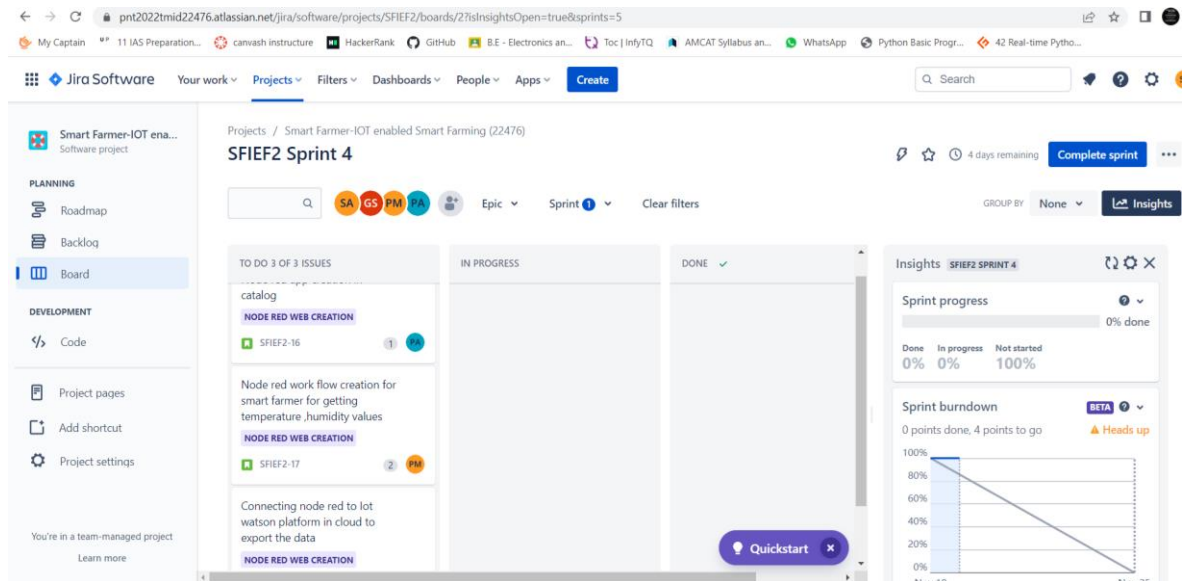 pnt2022tmid22476.atlassian.net/jira/software/projects/SFIEF2/boards/2?isInsightsOpen=true&sprints=5
My Captain UP 11 IAS Preparation... canvash instructure HackerRank GitHub B.E - Electronics an... Toc | InfyTQ AMCAT Syllabus an... WhatsApp Python Basic Progr... 42 Real-time Pytho...
Jira Software Your work Projects Filters Dashboards People Apps Create Search
Smart Farmer-IOT ena...
Software project
PLANNING
Roadmap
Backlog
Board
DEVELOPMENT
Code
Project pages
Add shortcut
Project settings
You're in a team-managed project
Learn more
Projects / Smart Farmer-IOT enabled Smart Farming (22476)
SFIEF2 Sprint 4
4 days remaining Complete sprint
SA GS PM PA Epic Sprint 1 Clear filters
GROUP BY None Insights
TO DO 3 OF 3 ISSUES
catalog
NODE RED WEB CREATION
SFIEF2-16 1 PA
Node red work flow creation for
smart farmer for getting
temperature ,humidity values
NODE RED WEB CREATION
SFIEF2-17 2 PM
Connecting node red to Iot
watson platform in cloud to
export the data
NODE RED WEB CREATION
IN PROGRESS
DONE
Quickstart
Insights SFIEF2 SPRINT 4
Sprint progress
0% done
Done In progress Not started
0% 0% 100%
Sprint burndown BETA
0 points done, 4 points to go Heads up
100%
80%
60%
40%
20%
0%